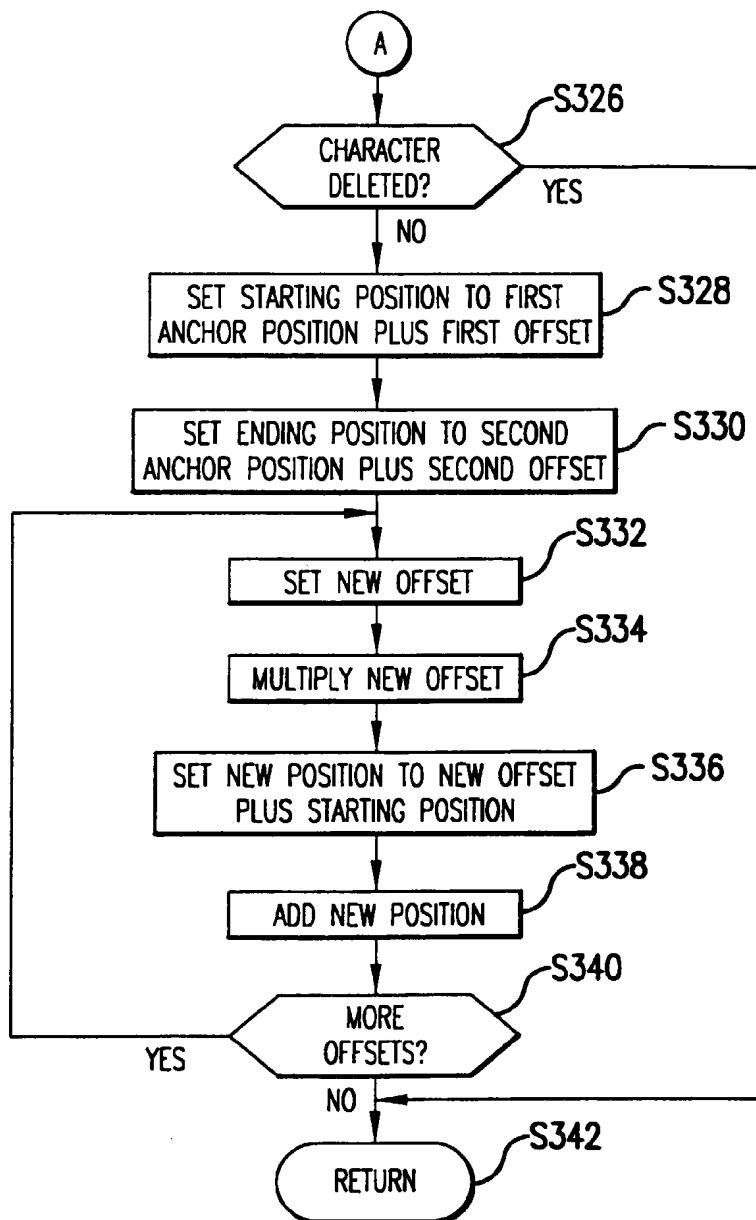 A
S326
CHARACTER
DELETED?
YES
NO
S328
SET STARTING POSITION TO FIRST
ANCHOR POSITION PLUS FIRST OFFSET
S330
SET ENDING POSITION TO SECOND
ANCHOR POSITION PLUS SECOND OFFSET
S332
SET NEW OFFSET
S334
MULTIPLY NEW OFFSET
S336
SET NEW POSITION TO NEW OFFSET
PLUS STARTING POSITION
S338
ADD NEW POSITION
S340
MORE
OFFSETS?
YES
NO
S342
RETURN